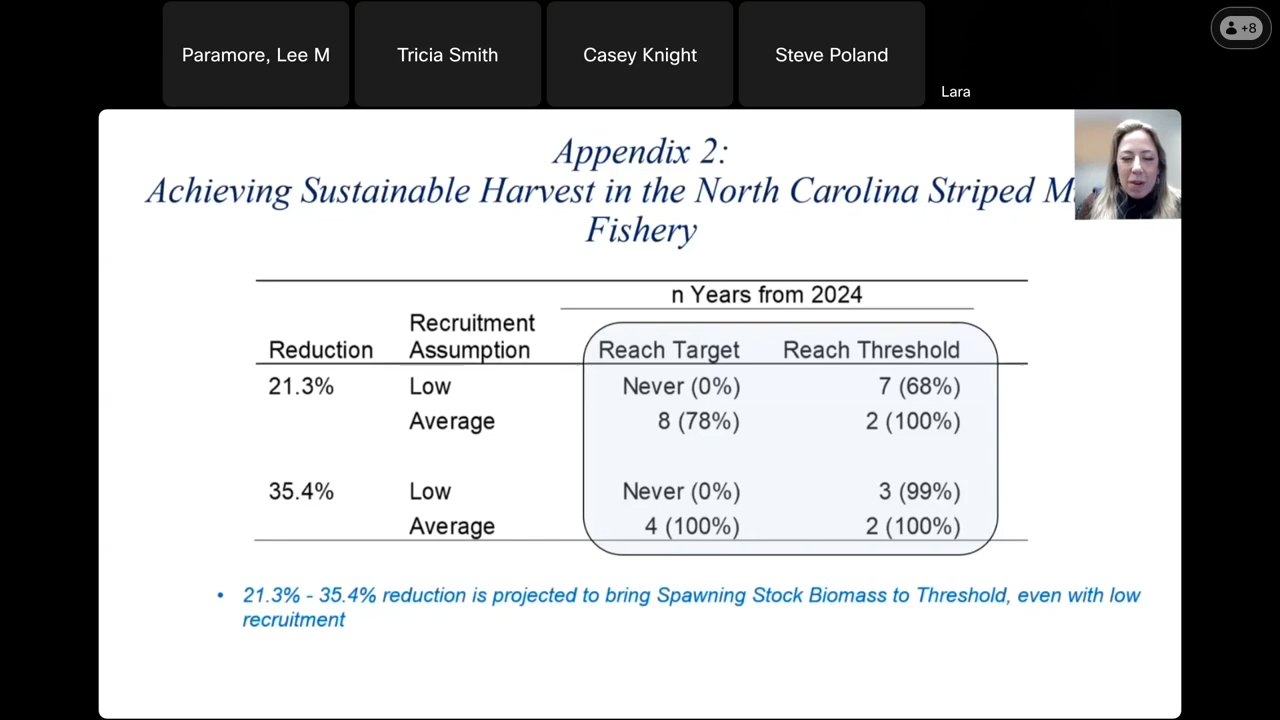 Paramore, Lee M
Tricia Smith
Casey Knight
Steve Poland
+8
Lara
Appendix 2:
Achieving Sustainable Harvest in the North Carolina Striped
Fishery
n Years from 2024
Reduction Recruitment Assumption Reach Target Reach Threshold
21.3% Low Never (0%) 7 (68%)
Average 8 (78%) 2 (100%)
35.4% Low Never (0%) 3 (99%)
Average 4 (100%) 2 (100%)
• 21.3% - 35.4% reduction is projected to bring Spawning Stock Biomass to Threshold, even with low
recruitment